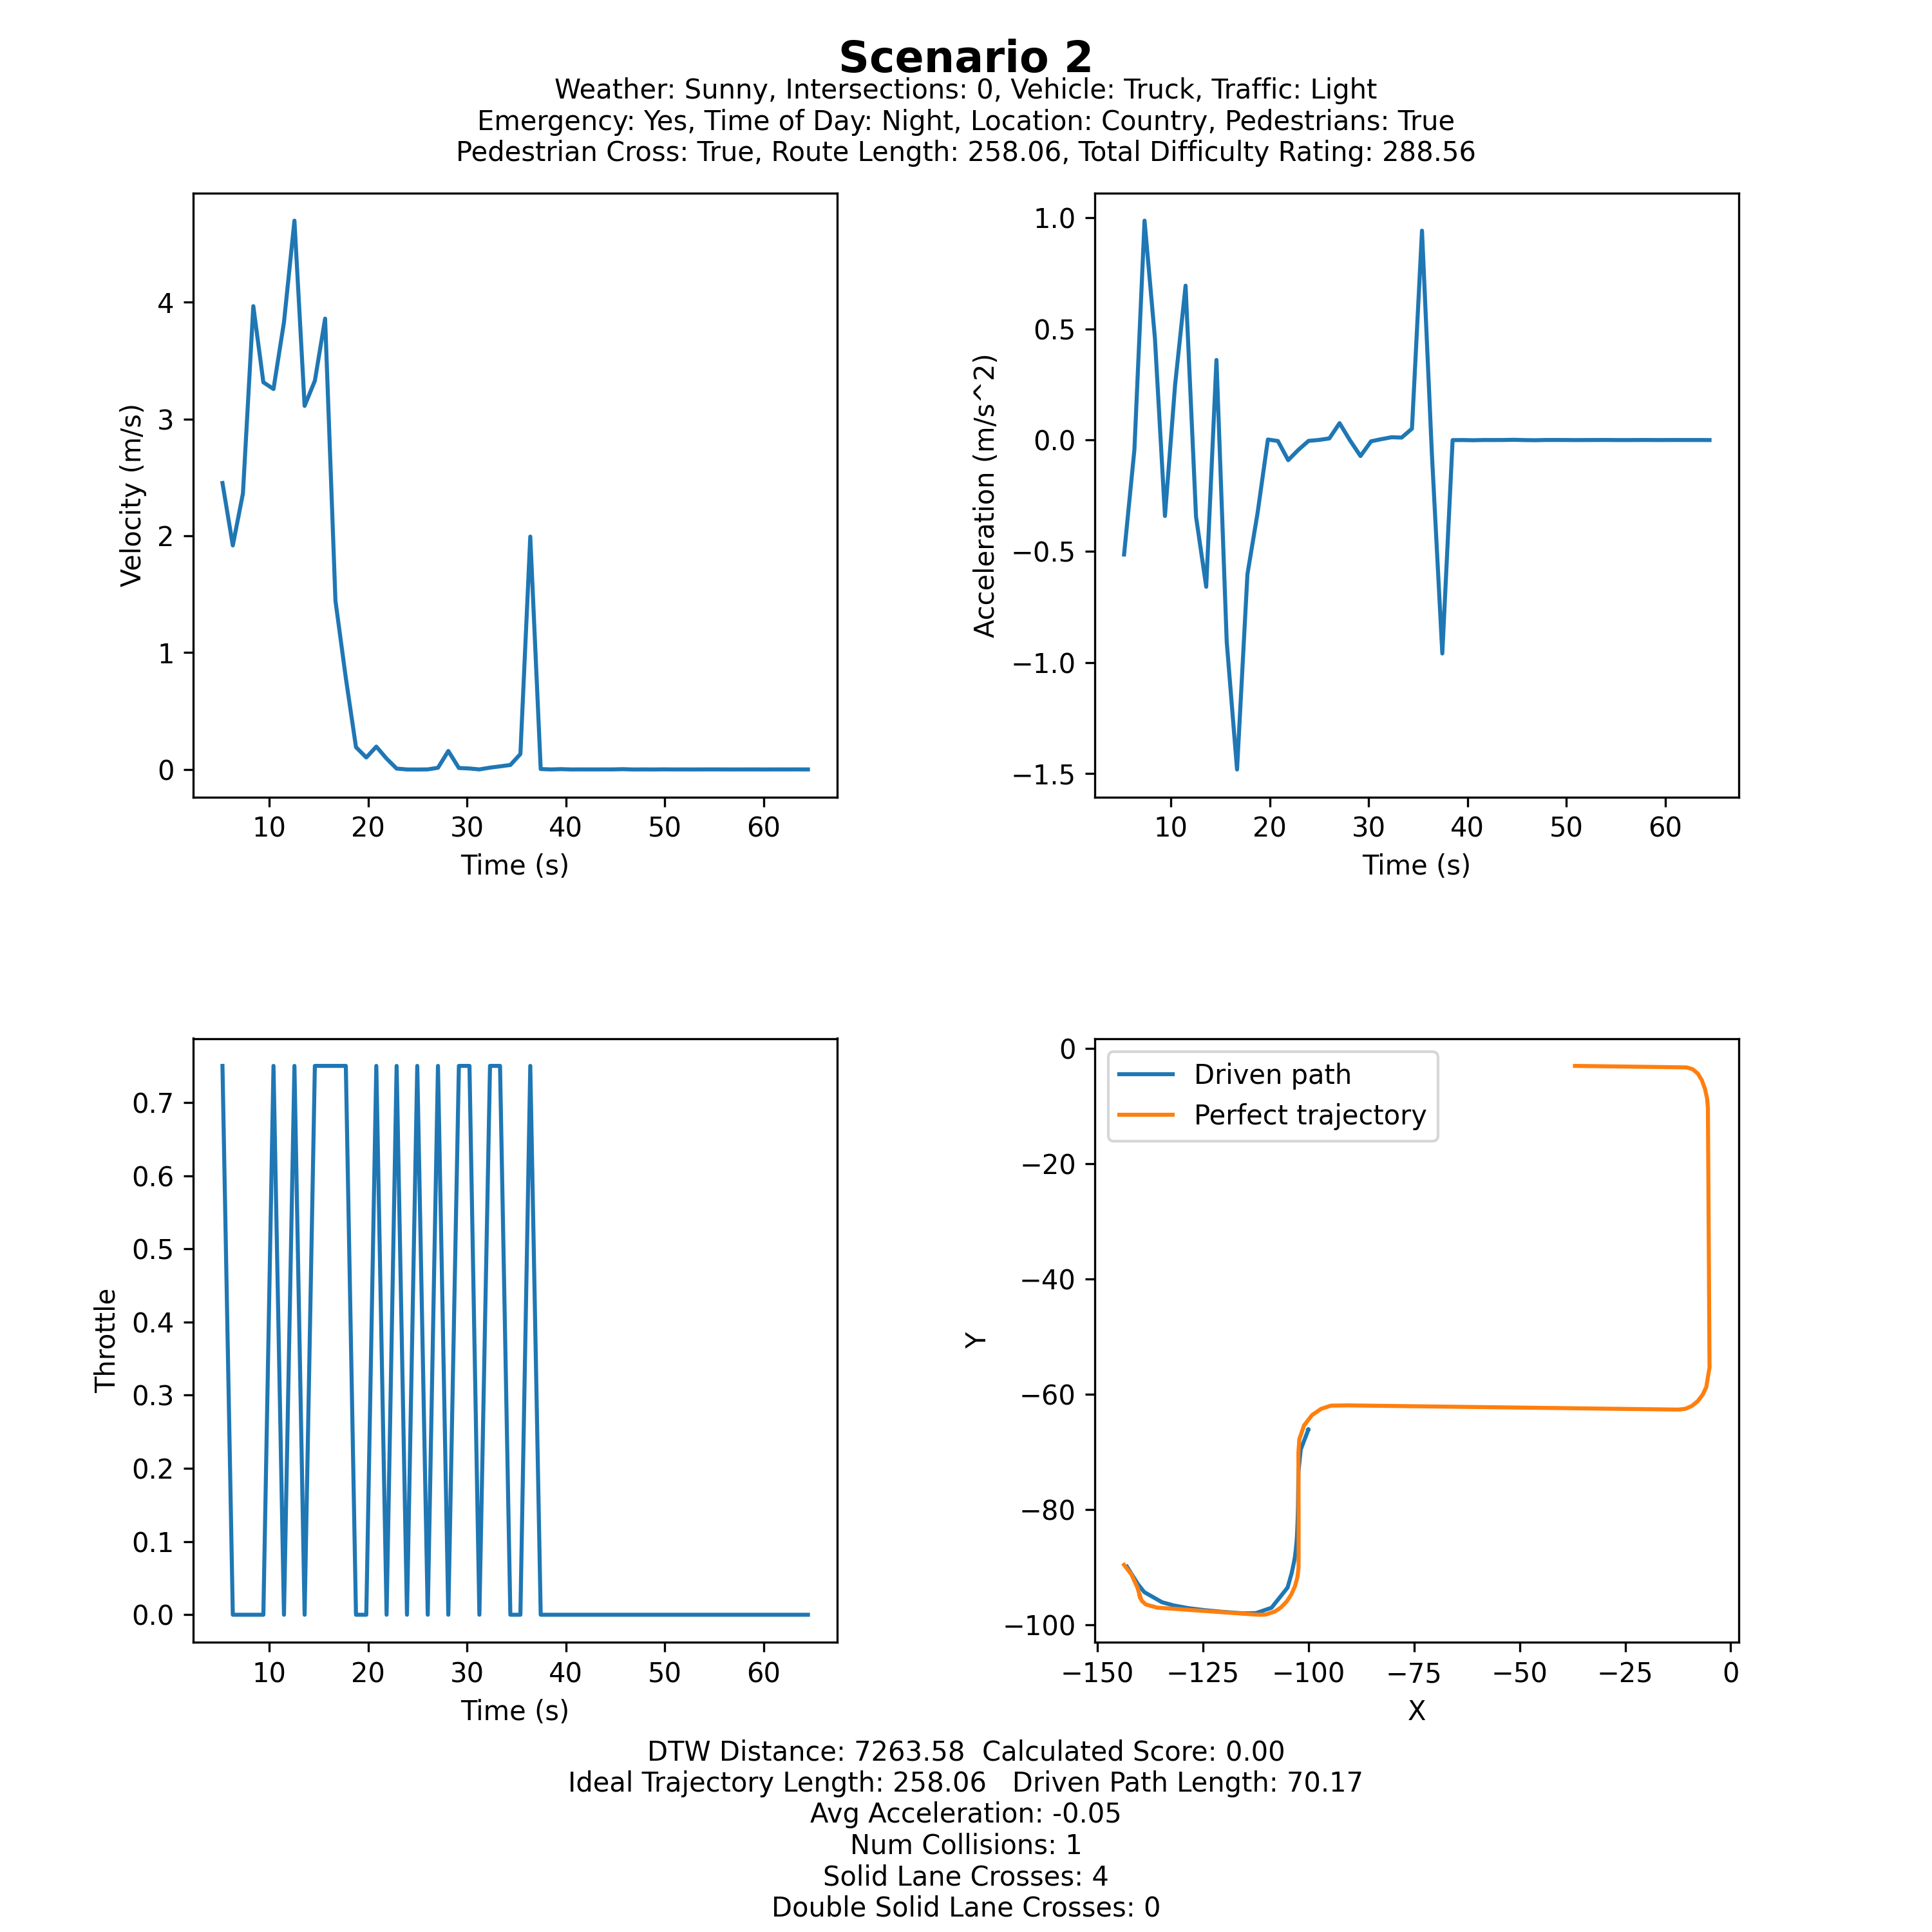 Scenario 2
Weather: Sunny, Intersections: 0, Vehicle: Truck, Traffic: Light
Emergency: Yes, Time of Day: Night, Location: Country, Pedestrians: True
Pedestrian Cross: True, Route Length: 258.06, Total Difficulty Rating: 288.56
Velocity (m/s)
4
3
2
1
0
10 20 30 40 50 60
Time (s)
Acceleration (m/s^2)
1.0
0.5
0.0
−0.5
−1.0
−1.5
10 20 30 40 50 60
Time (s)
Throttle
0.7
0.6
0.5
0.4
0.3
0.2
0.1
0.0
10 20 30 40 50 60
Time (s)
Y
0
−20
−40
−60
−80
−100
Driven path
Perfect trajectory
−150 −125 −100 −75 −50 −25 0
X
DTW Distance: 7263.58 Calculated Score: 0.00
Ideal Trajectory Length: 258.06 Driven Path Length: 70.17
Avg Acceleration: -0.05
Num Collisions: 1
Solid Lane Crosses: 4
Double Solid Lane Crosses: 0